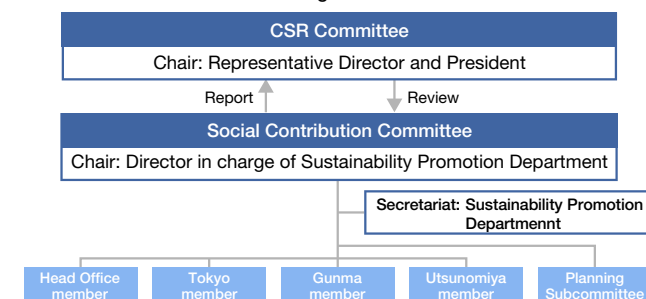 CSR Committee
Chair: Representative Director and President
Report
Review
Social Contribution Committee
Chair: Director in charge of Sustainability Promotion Department
Secretariat: Sustainability Promotion
Departmennt
Head Office
member
Tokyo
member
Gunma
member
Utsunomiya
member
Planning
Subcommittee